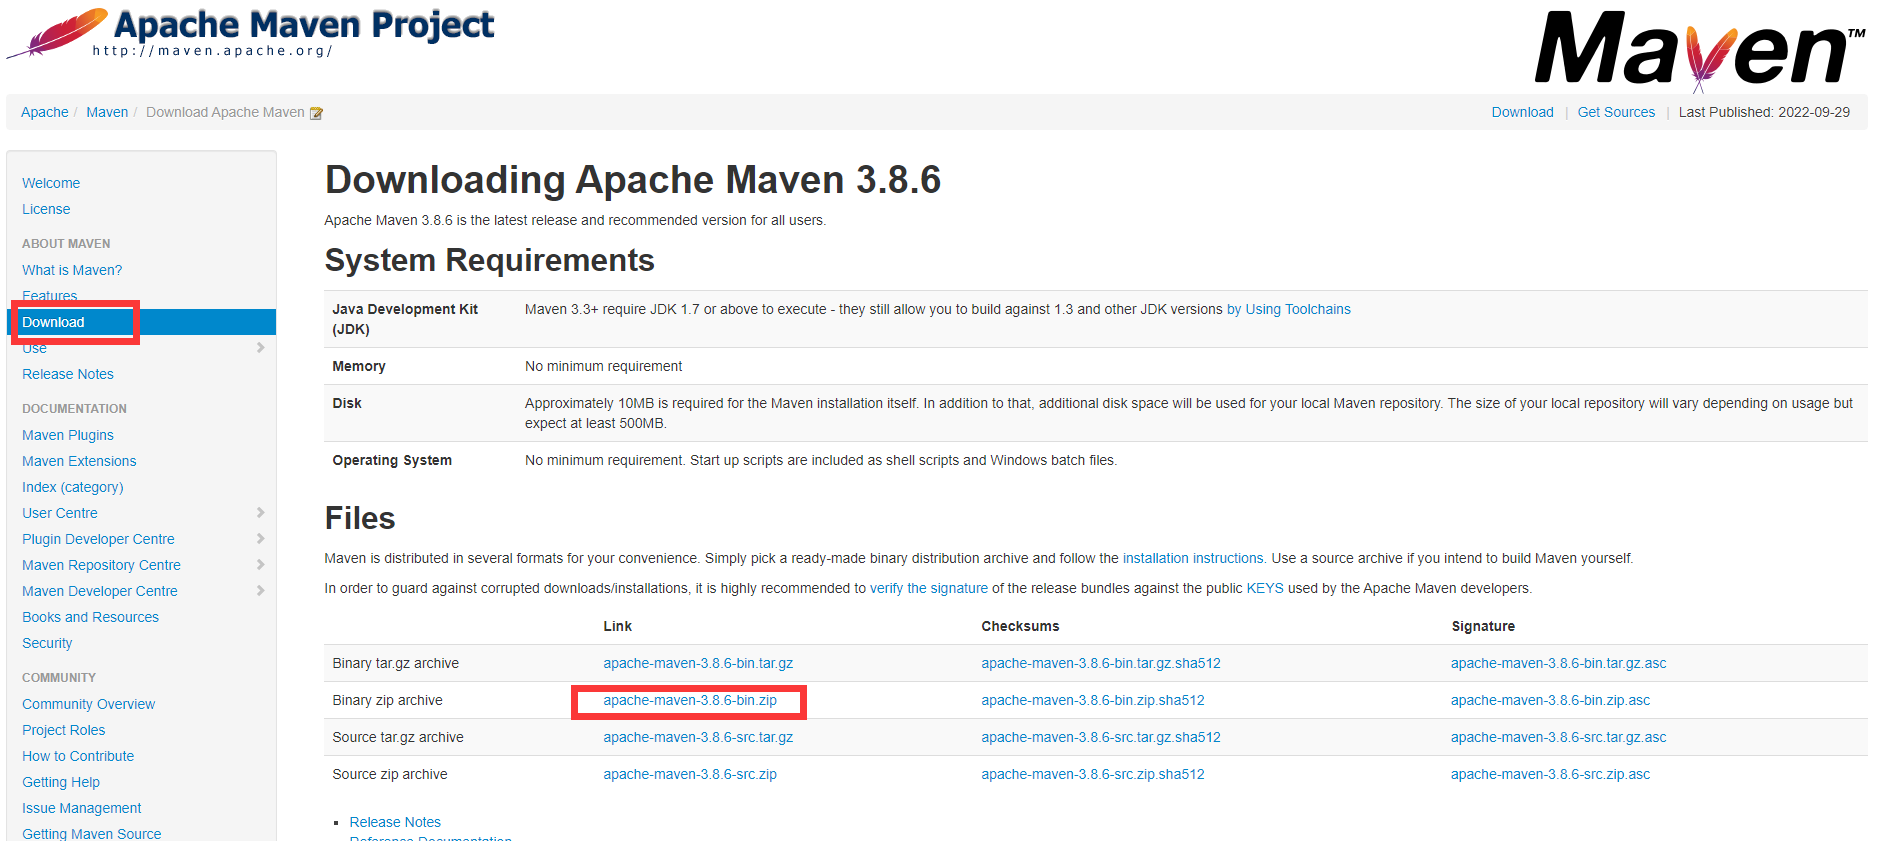 Apache Maven Project
http://maven.apache.org/
Maven™
Apache / Maven / Download Apache Maven
Download | Get Sources | Last Published: 2022-09-29
Welcome
License
ABOUT MAVEN
What is Maven?
Features
Download
Use
Release Notes
DOCUMENTATION
Maven Plugins
Maven Extensions
Index (category)
User Centre
Plugin Developer Centre
Maven Repository Centre
Maven Developer Centre
Books and Resources
Security
COMMUNITY
Community Overview
Project Roles
How to Contribute
Getting Help
Issue Management
Getting Maven Source
Downloading Apache Maven 3.8.6
Apache Maven 3.8.6 is the latest release and recommended version for all users.
System Requirements
Java Development Kit
(JDK)
Maven 3.3+ require JDK 1.7 or above to execute - they still allow you to build against 1.3 and other JDK versions by Using Toolchains
Memory
No minimum requirement
Disk
Approximately 10MB is required for the Maven installation itself. In addition to that, additional disk space will be used for your local Maven repository. The size of your local repository will vary depending on usage but
expect at least 500MB.
Operating System
No minimum requirement. Start up scripts are included as shell scripts and Windows batch files.
Files
Maven is distributed in several formats for your convenience. Simply pick a ready-made binary distribution archive and follow the installation instructions. Use a source archive if you intend to build Maven yourself.
In order to guard against corrupted downloads/installations, it is highly recommended to verify the signature of the release bundles against the public KEYS used by the Apache Maven developers.
Link Checksums Signature
Binary tar.gz archive apache-maven-3.8.6-bin.tar.gz apache-maven-3.8.6-bin.tar.gz.sha512 apache-maven-3.8.6-bin.tar.gz.asc
Binary zip archive apache-maven-3.8.6-bin.zip apache-maven-3.8.6-bin.zip.sha512 apache-maven-3.8.6-bin.zip.asc
Source tar.gz archive apache-maven-3.8.6-src.tar.gz apache-maven-3.8.6-src.tar.gz.sha512 apache-maven-3.8.6-src.tar.gz.asc
Source zip archive apache-maven-3.8.6-src.zip apache-maven-3.8.6-src.zip.sha512 apache-maven-3.8.6-src.zip.asc
Release Notes
Reference Documentation